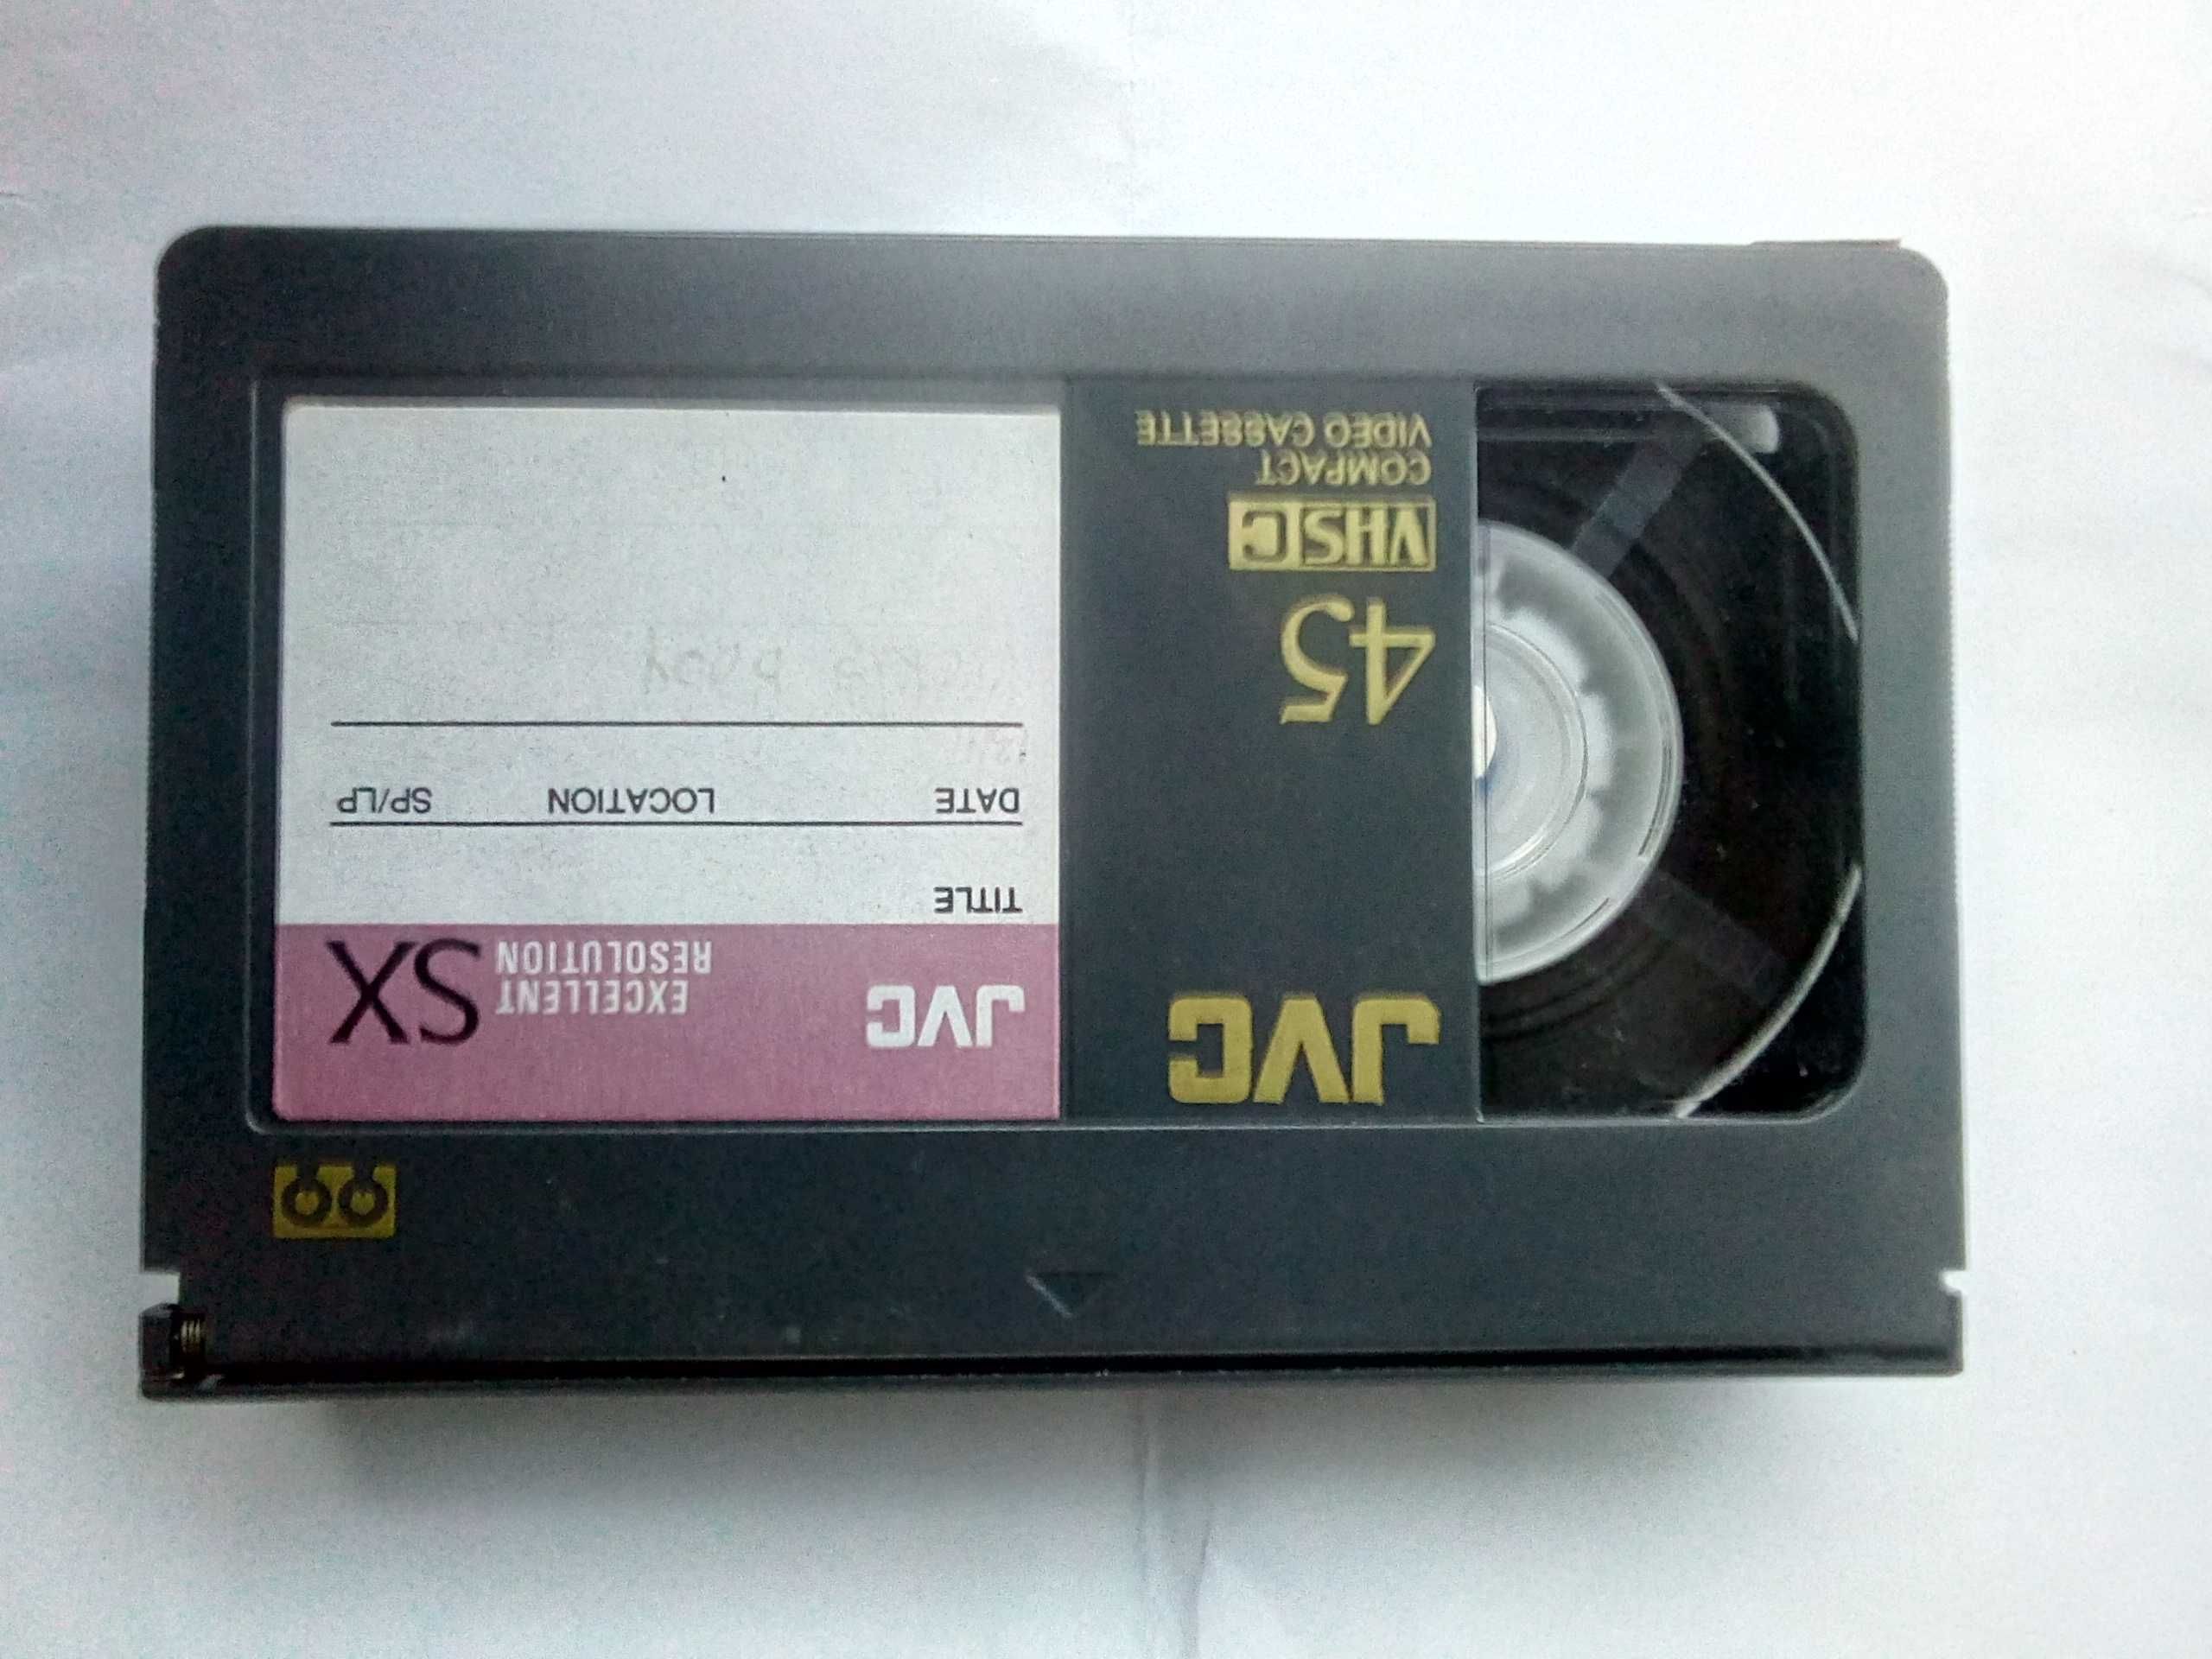 JVC
45
VHS C
COMPACT
VIDEO CASSETTE
JVC
EXCELLENT
RESOLUTION
SX
TITLE
DATE LOCATION SP/LP